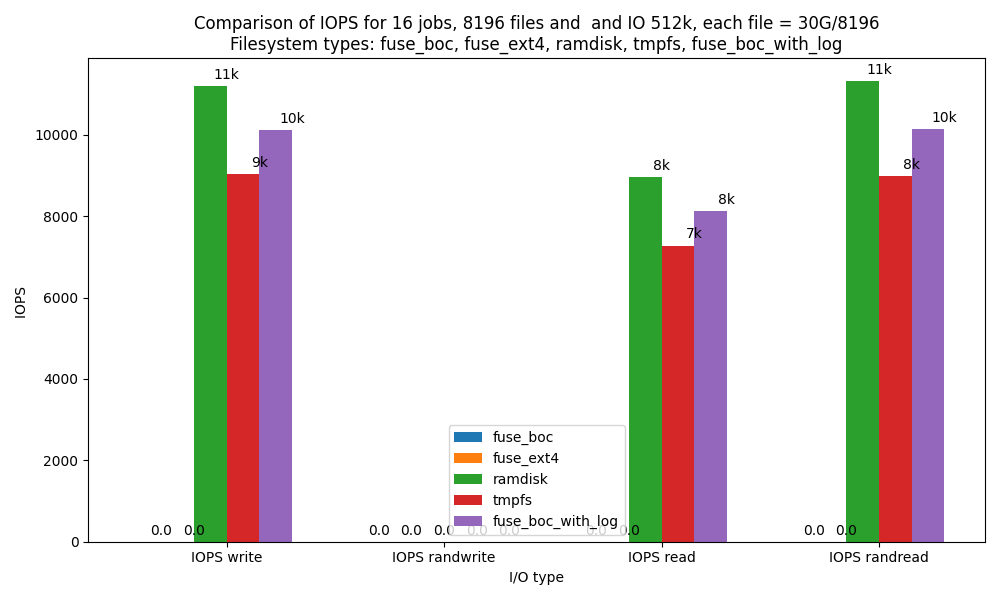 Comparison of IOPS for 16 jobs, 8196 files and  and IO 512k, each file = 30G/8196
Filesystem types: fuse_boc, fuse_ext4, ramdisk, tmpfs, fuse_boc_with_log
IOPS
10000
8000
6000
4000
2000
0
0.0 0.0 11k 9k 10k
0.0 0.0 0.0 0.0 0.0
0.0 0.0 8k 7k 8k
0.0 0.0 11k 8k 10k
fuse_boc
fuse_ext4
ramdisk
tmpfs
fuse_boc_with_log
IOPS write IOPS randwrite IOPS read IOPS randread
I/O type